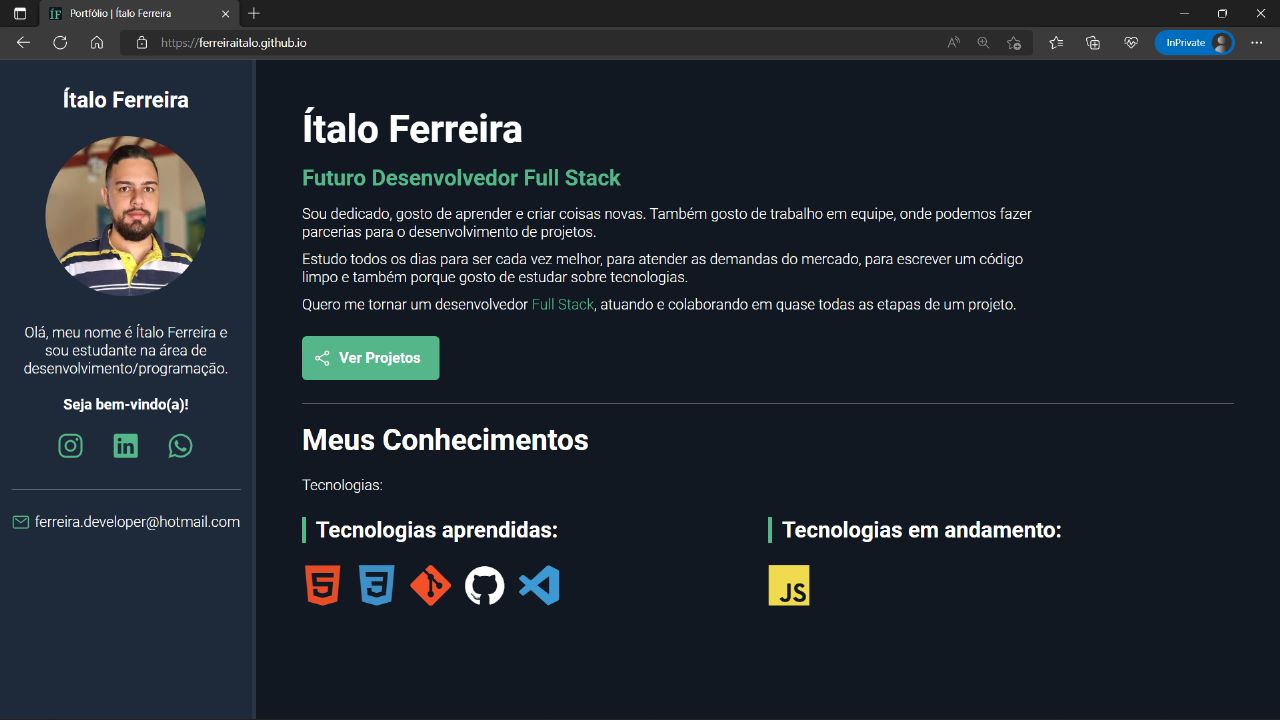 ÍF Portfólio | Ítalo Ferreira
https://ferreiraitalo.github.io
InPrivate
Ítalo Ferreira
Olá, meu nome é Ítalo Ferreira e
sou estudante na área de
desenvolvimento/programação.
Seja bem-vindo(a)!
ferreira.developer@hotmail.com
Ítalo Ferreira
Futuro Desenvolvedor Full Stack
Sou dedicado, gosto de aprender e criar coisas novas. Também gosto de trabalho em equipe, onde podemos fazer
parcerias para o desenvolvimento de projetos.
Estudo todos os dias para ser cada vez melhor, para atender as demandas do mercado, para escrever um código
limpo e também porque gosto de estudar sobre tecnologias.
Quero me tornar um desenvolvedor Full Stack, atuando e colaborando em quase todas as etapas de um projeto.
Ver Projetos
Meus Conhecimentos
Tecnologias:
Tecnologias aprendidas:
Tecnologias em andamento:
JS